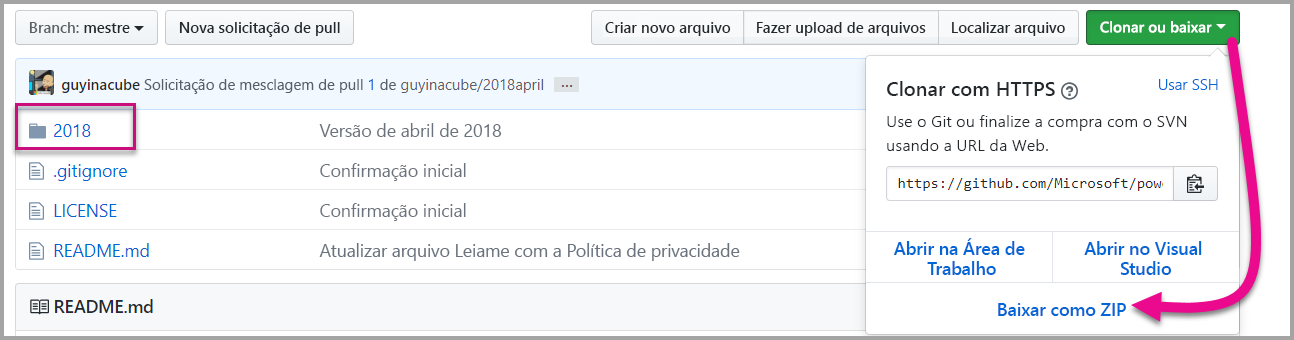 Branch: mestre
Nova solicitação de pull
Criar novo arquivo
Fazer upload de arquivos
Localizar arquivo
Clonar ou baixar
guyinacube Solicitação de mesclagem de pull 1 de guyinacube/2018april ...
2018 Versão de abril de 2018
.gitignore Confirmação inicial
LICENSE Confirmação inicial
README.md Atualizar arquivo Leiame com a Política de privacidade
README.md
Clonar com HTTPS ?
Usar SSH
Use o Git ou finalize a compra com o SVN
usando a URL da Web.
https://github.com/Microsoft/pow
Abrir na Área de
Trabalho
Abrir no Visual
Studio
Baixar como ZIP